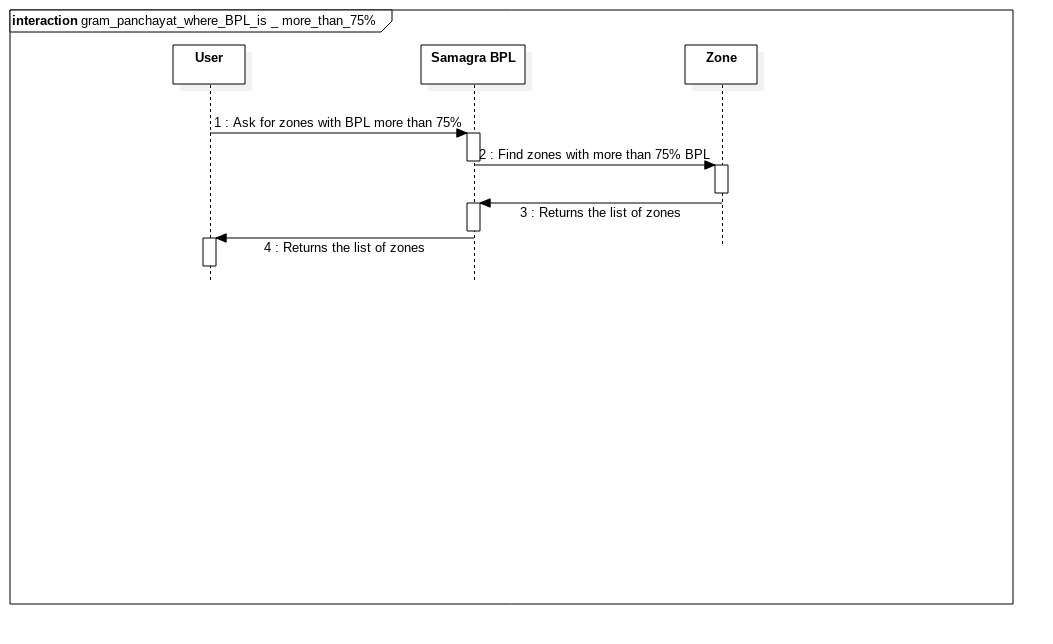 interaction gram_panchayat_where_BPL_is _ more_than_75%
User
Samagra BPL
Zone
1 : Ask for zones with BPL more than 75%
2 : Find zones with more than 75% BPL
3 : Returns the list of zones
4 : Returns the list of zones